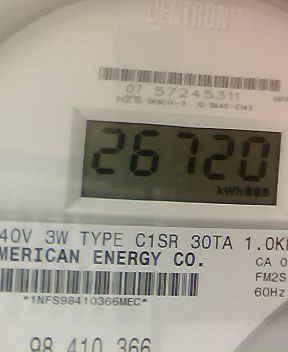 CENTRON®
07 57245311
26720
kWh
40V 3W TYPE C1SR 30TA 1.0K
MERICAN ENERGY CO.
CA 0
FM2S
60Hz
*1NFS98410366MEC*
98 410 366